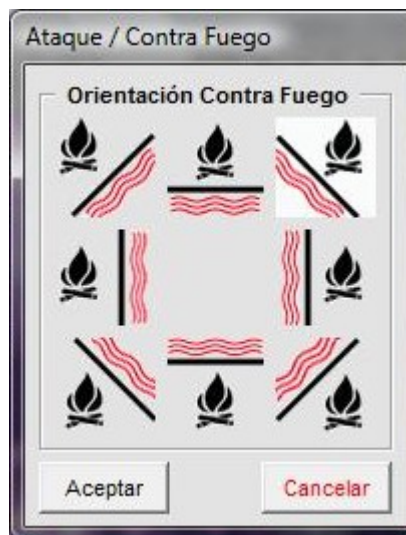 Ataque / Contra Fuego
Orientación Contra Fuego
Aceptar
Cancelar